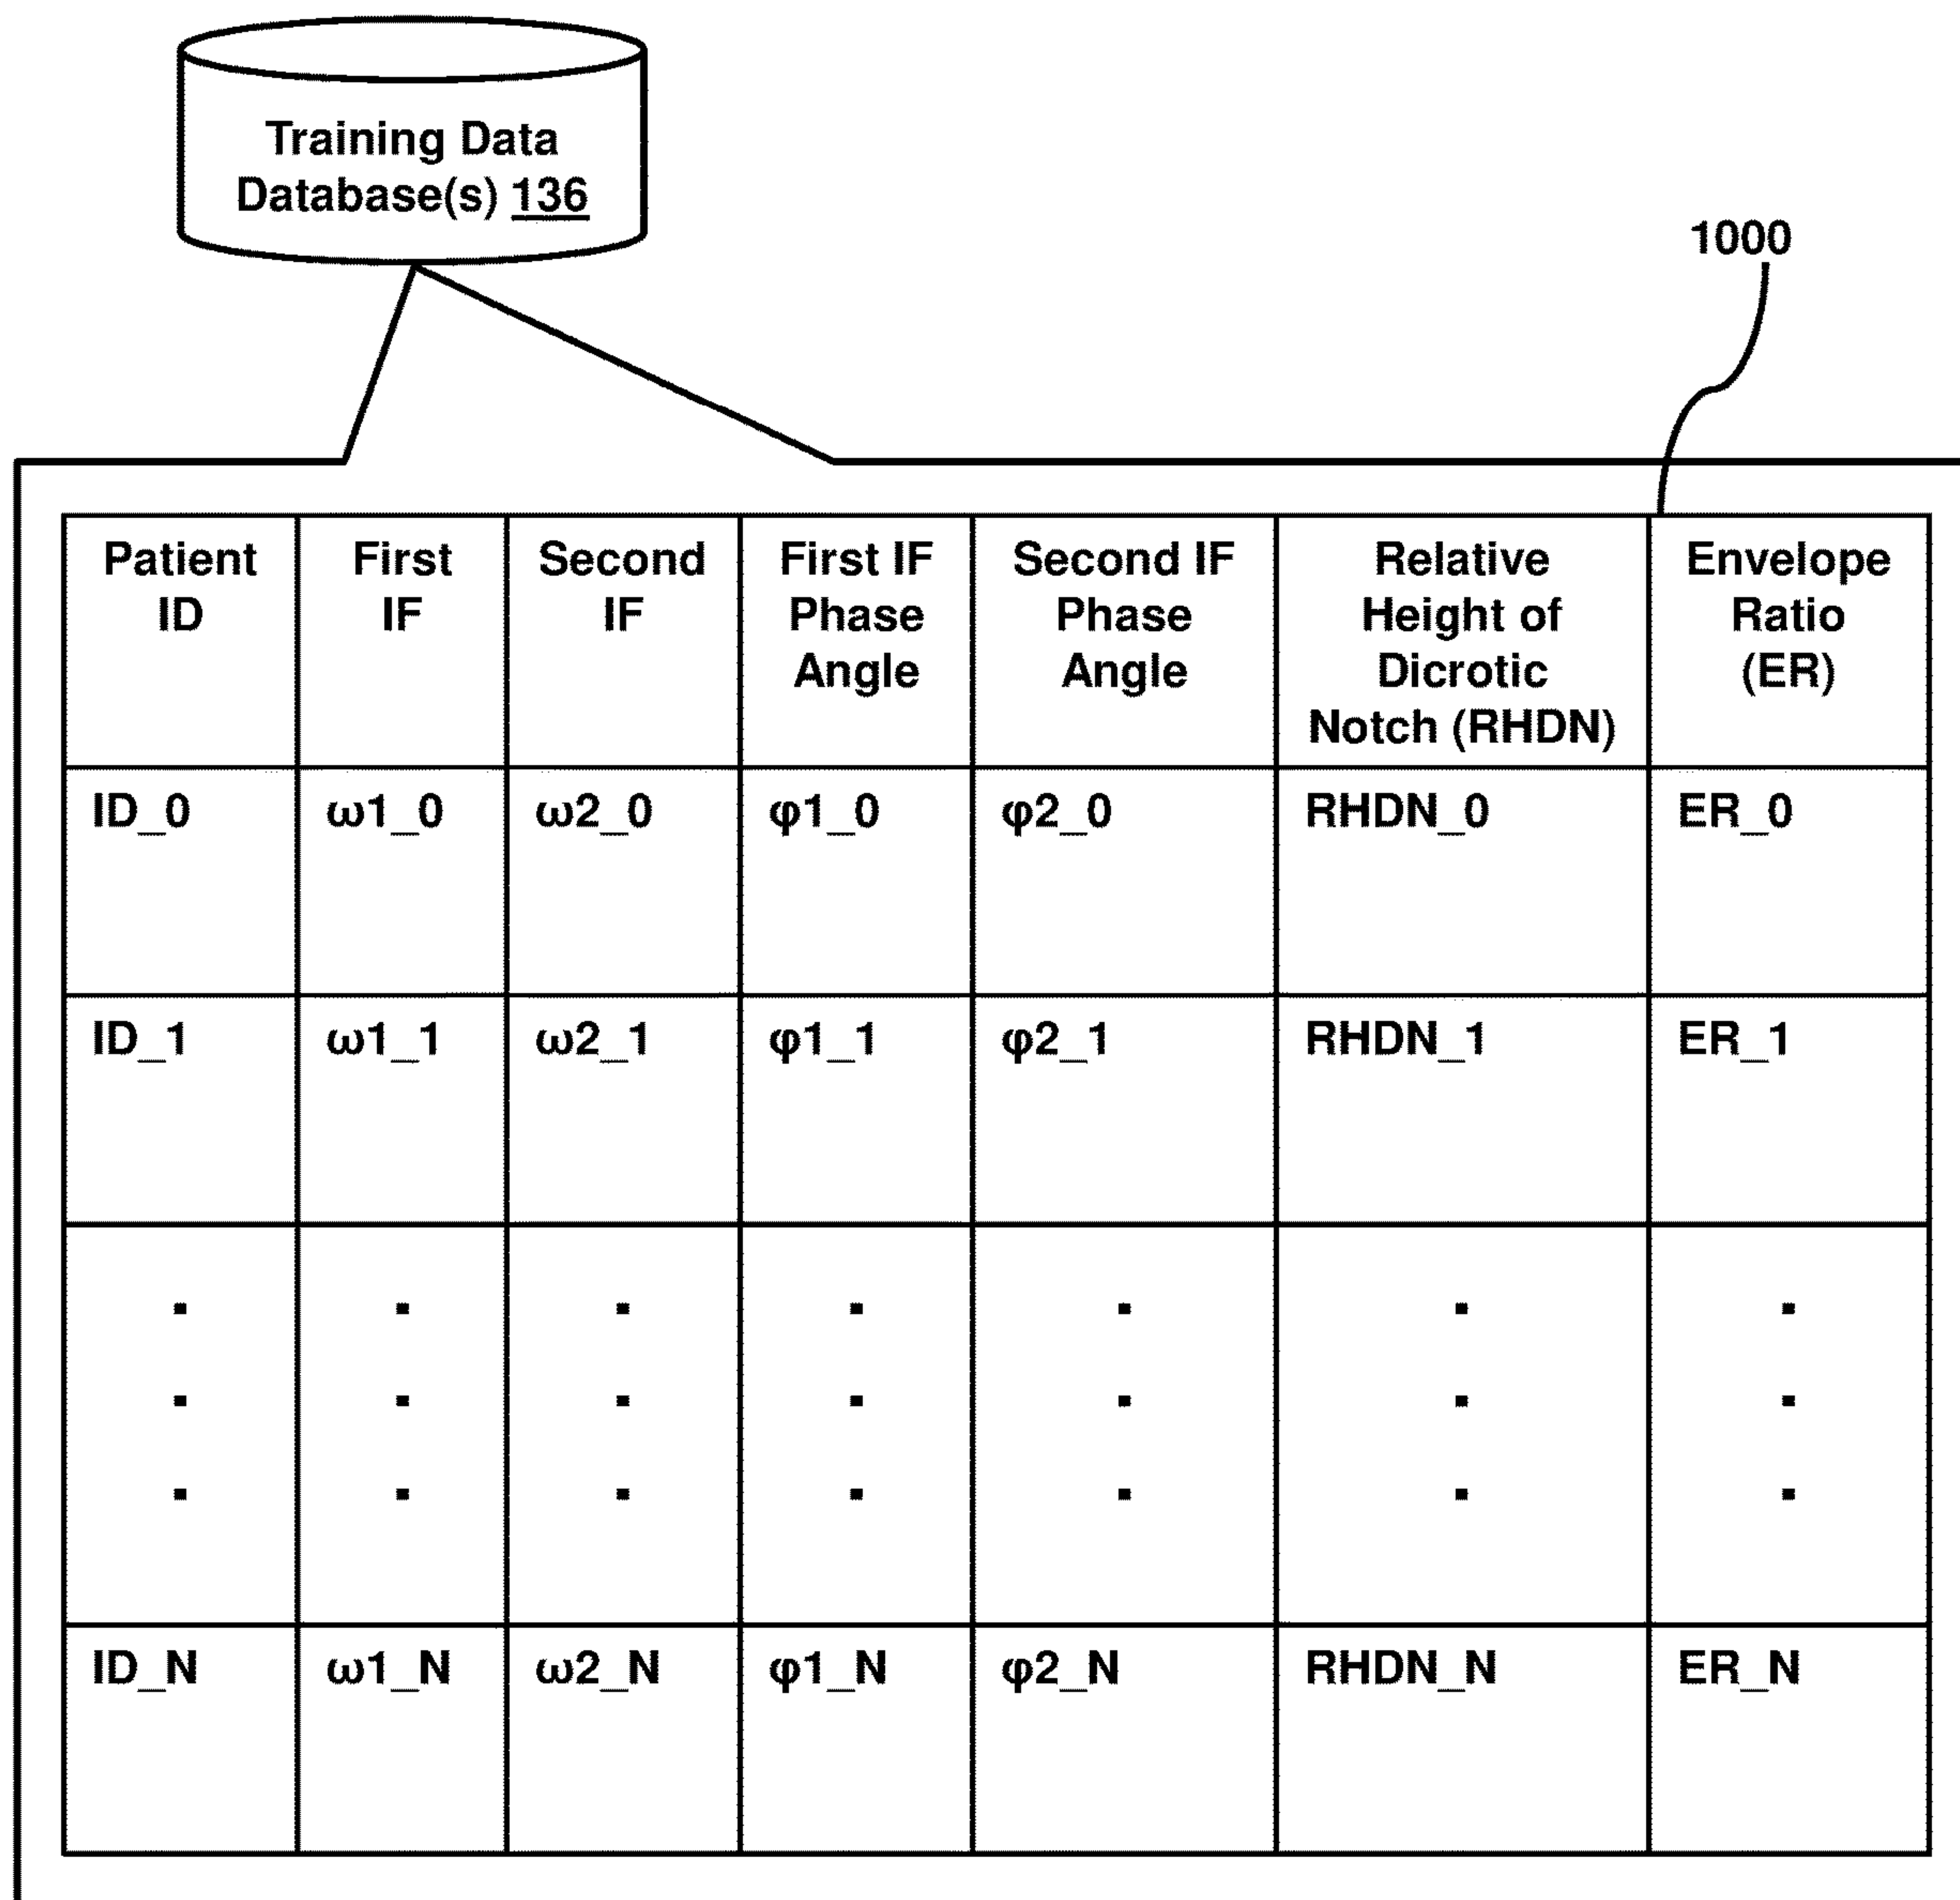 Training Data
Database(s) 136
1000
Patient ID
First IF
Second IF
First IF Phase Angle
Second IF Phase Angle
Relative Height of Dicrotic Notch (RHDN)
Envelope Ratio (ER)
ID_0 ω1_0 ω2_0 φ1_0 φ2_0 RHDN_0 ER_0
ID_1 ω1_1 ω2_1 φ1_1 φ2_1 RHDN_1 ER_1
. . . . . . .
. . . . . . .
. . . . . . .
ID_N ω1_N ω2_N φ1_N φ2_N RHDN_N ER_N